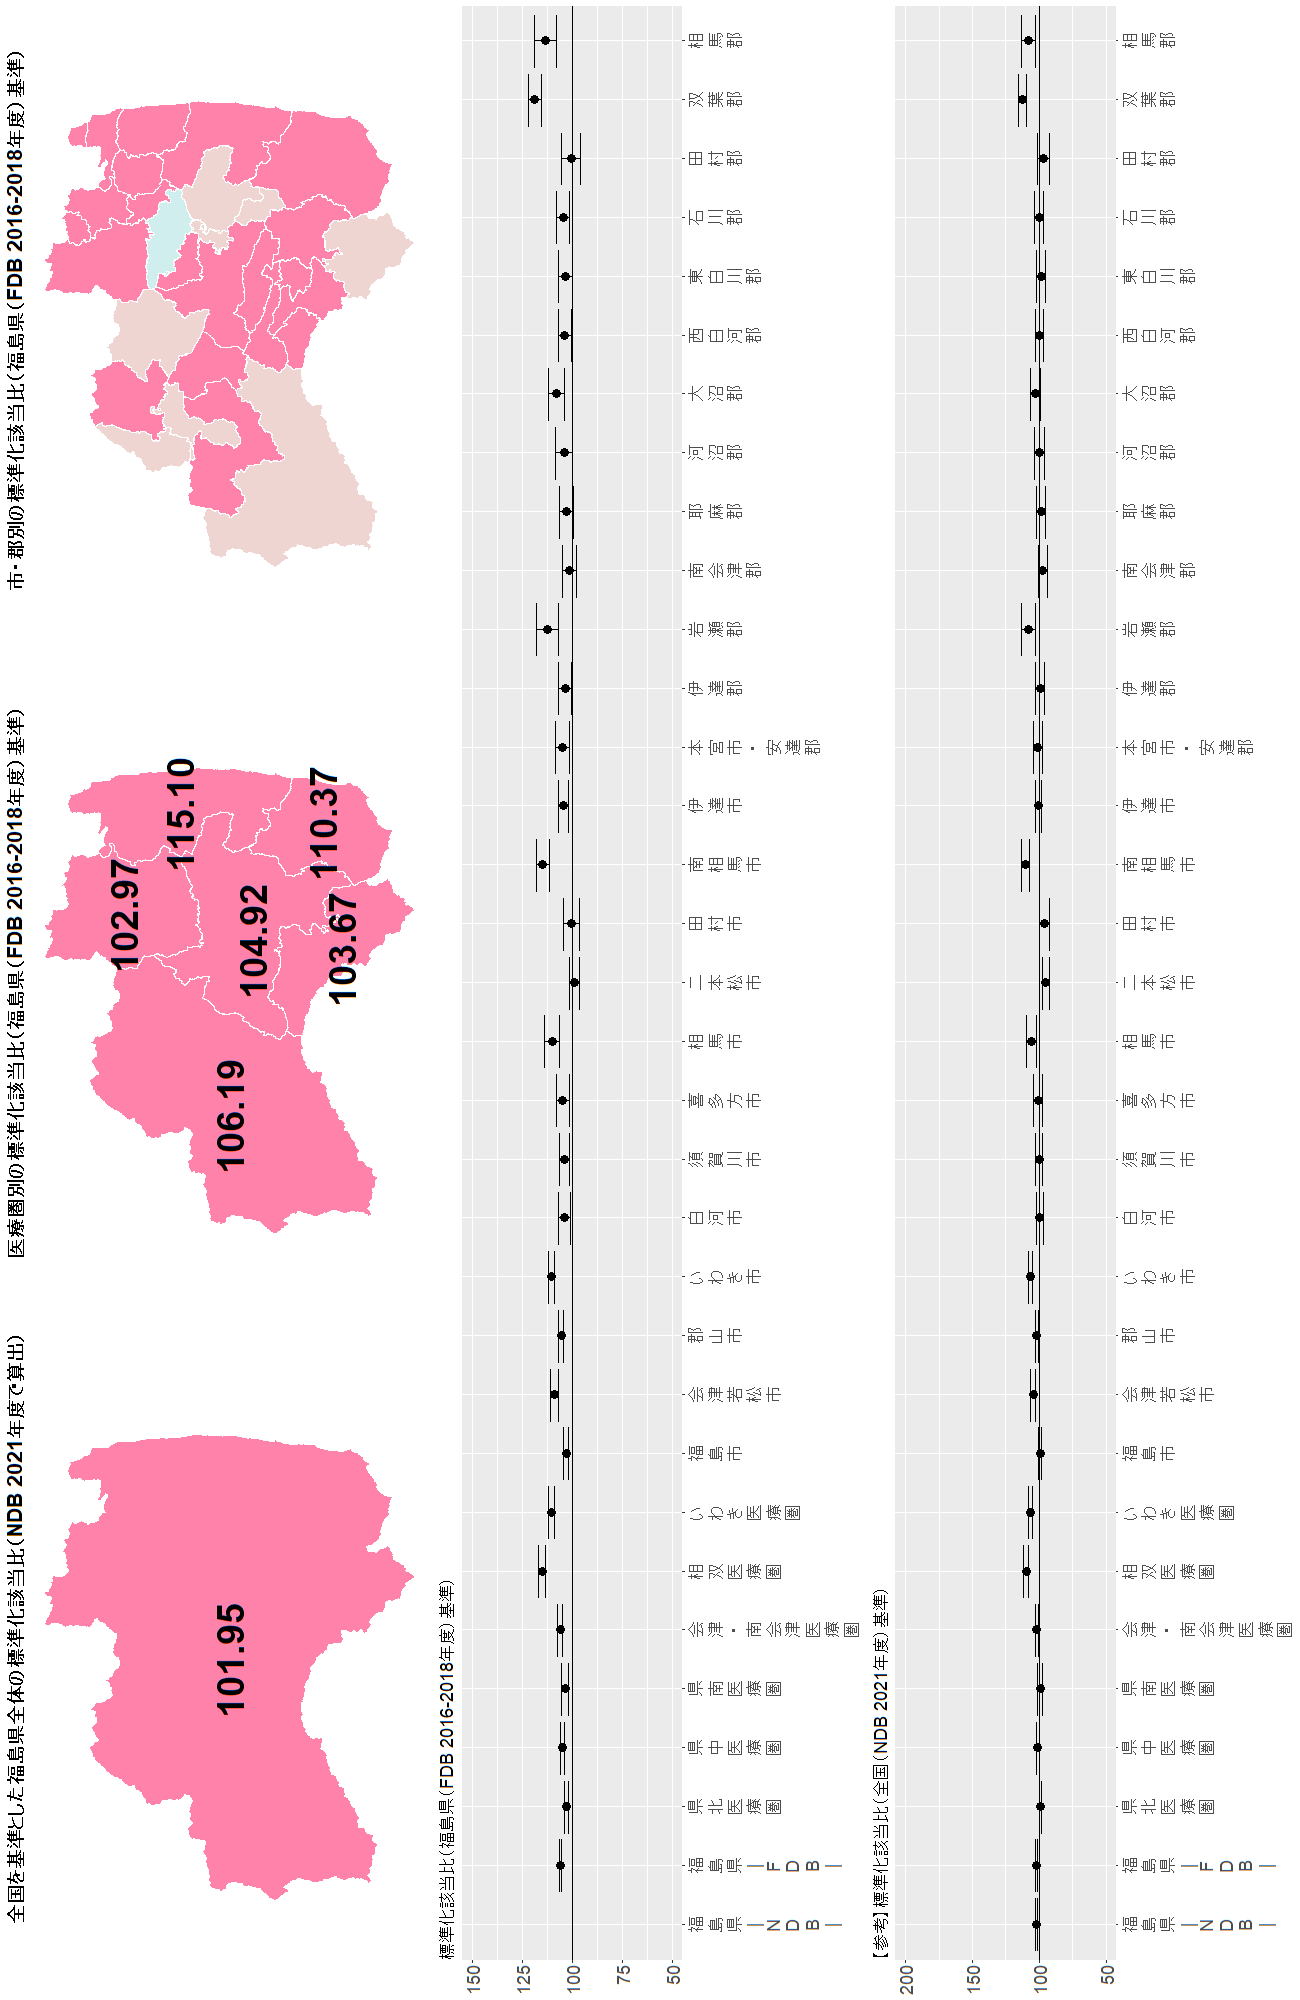 全国を基準とした福島県全体の標準化該当比(NDB 2021年度で算出)
医療圏別の標準化該当比(福島県(FDB 2016-2018年度)基準)
市・郡別の標準化該当比(福島県(FDB 2016-2018年度)基準)
101.95
102.97
115.10
106.19
104.92
110.37
103.67
標準化該当比(福島県(FDB 2016-2018年度)基準)
150
125
100
75
50
福島県|NDB|
福島県|FDB|
県北医療圏
県中医療圏
県南医療圏
会津・南会津医療圏
相双医療圏
いわき医療圏
福島市
会津若松市
郡山市
いわき市
白河市
須賀川市
喜多方市
相馬市
二本松市
田村市
南相馬市
伊達市
本宮市・安達郡
伊達郡
岩瀬郡
南会津郡
耶麻郡
河沼郡
大沼郡
西白河郡
東白川郡
石川郡
田村郡
双葉郡
相馬郡
【参考】標準化該当比(全国(NDB 2021年度)基準)
200
150
100
50
福島県|NDB|
福島県|FDB|
県北医療圏
県中医療圏
県南医療圏
会津・南会津医療圏
相双医療圏
いわき医療圏
福島市
会津若松市
郡山市
いわき市
白河市
須賀川市
喜多方市
相馬市
二本松市
田村市
南相馬市
伊達市
本宮市・安達郡
伊達郡
岩瀬郡
南会津郡
耶麻郡
河沼郡
大沼郡
西白河郡
東白川郡
石川郡
田村郡
双葉郡
相馬郡